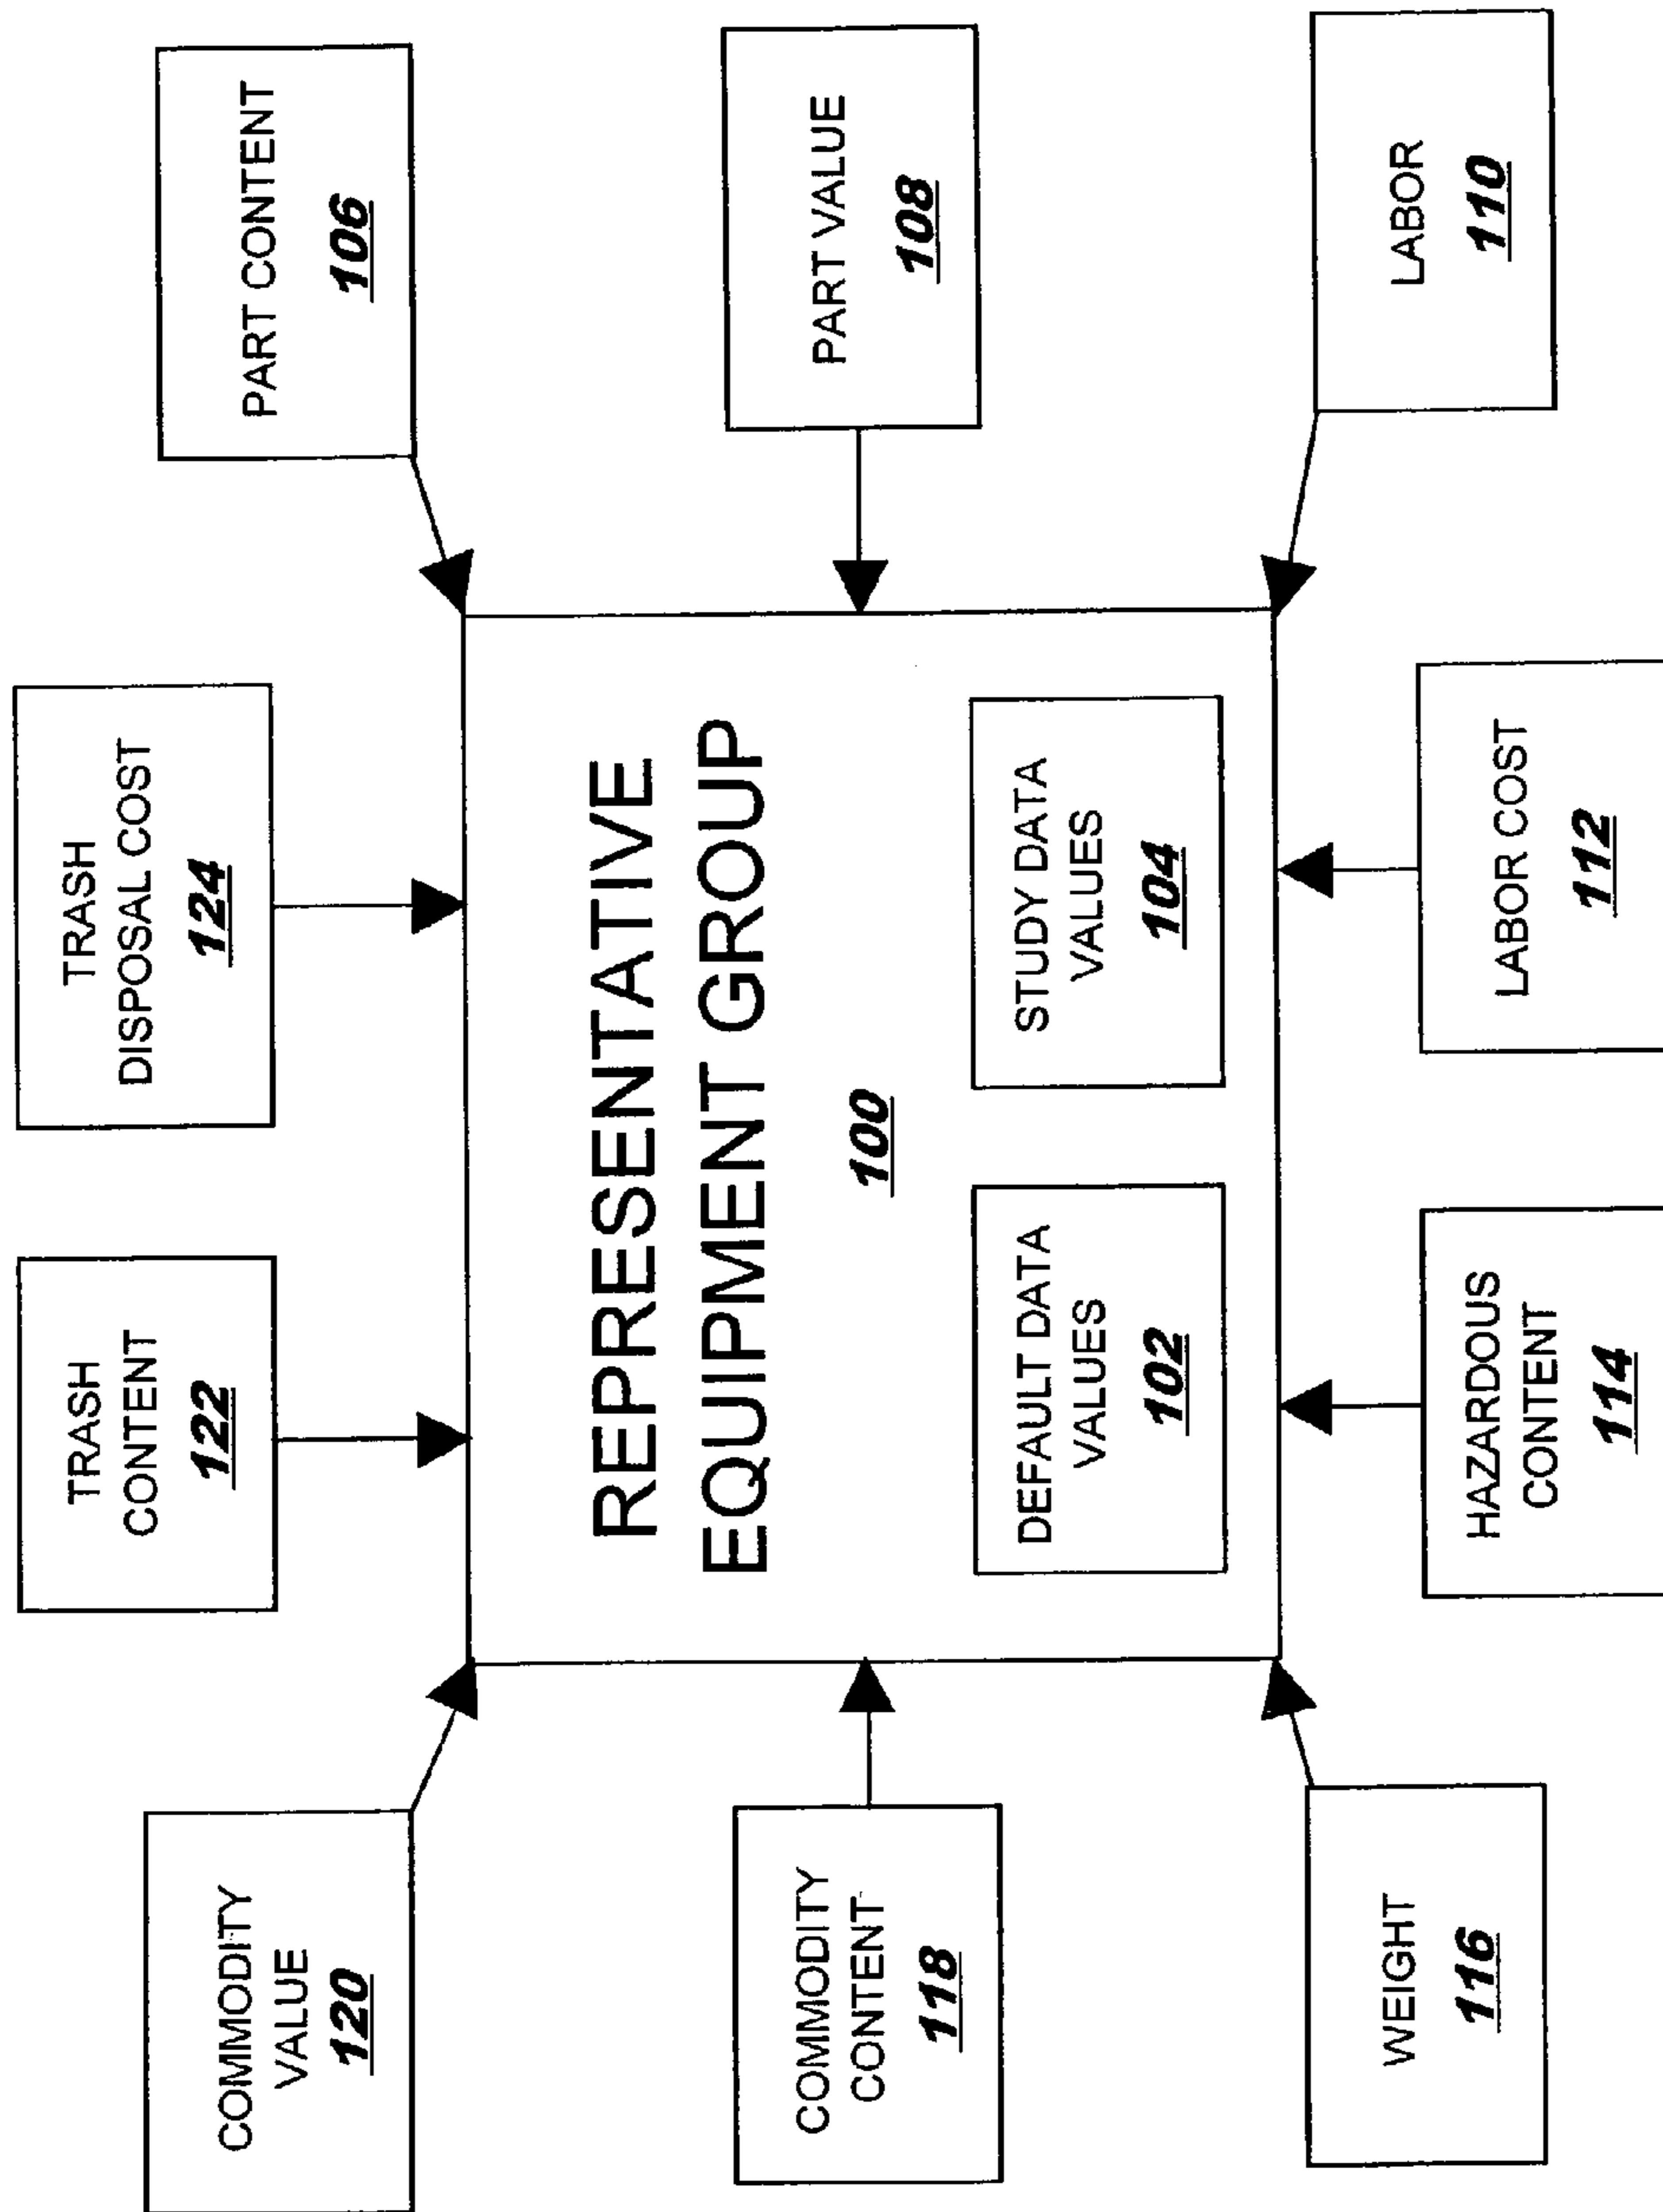 COMMODITY
VALUE
120
TRASH
CONTENT
122
TRASH
DISPOSAL COST
124
PART CONTENT
106
COMMODITY
CONTENT
118
REPRESENTATIVE
EQUIPMENT GROUP
100
DEFAULT DATA
VALUES
102
STUDY DATA
VALUES
104
PART VALUE
108
WEIGHT
116
HAZARDOUS
CONTENT
114
LABOR COST
112
LABOR
110